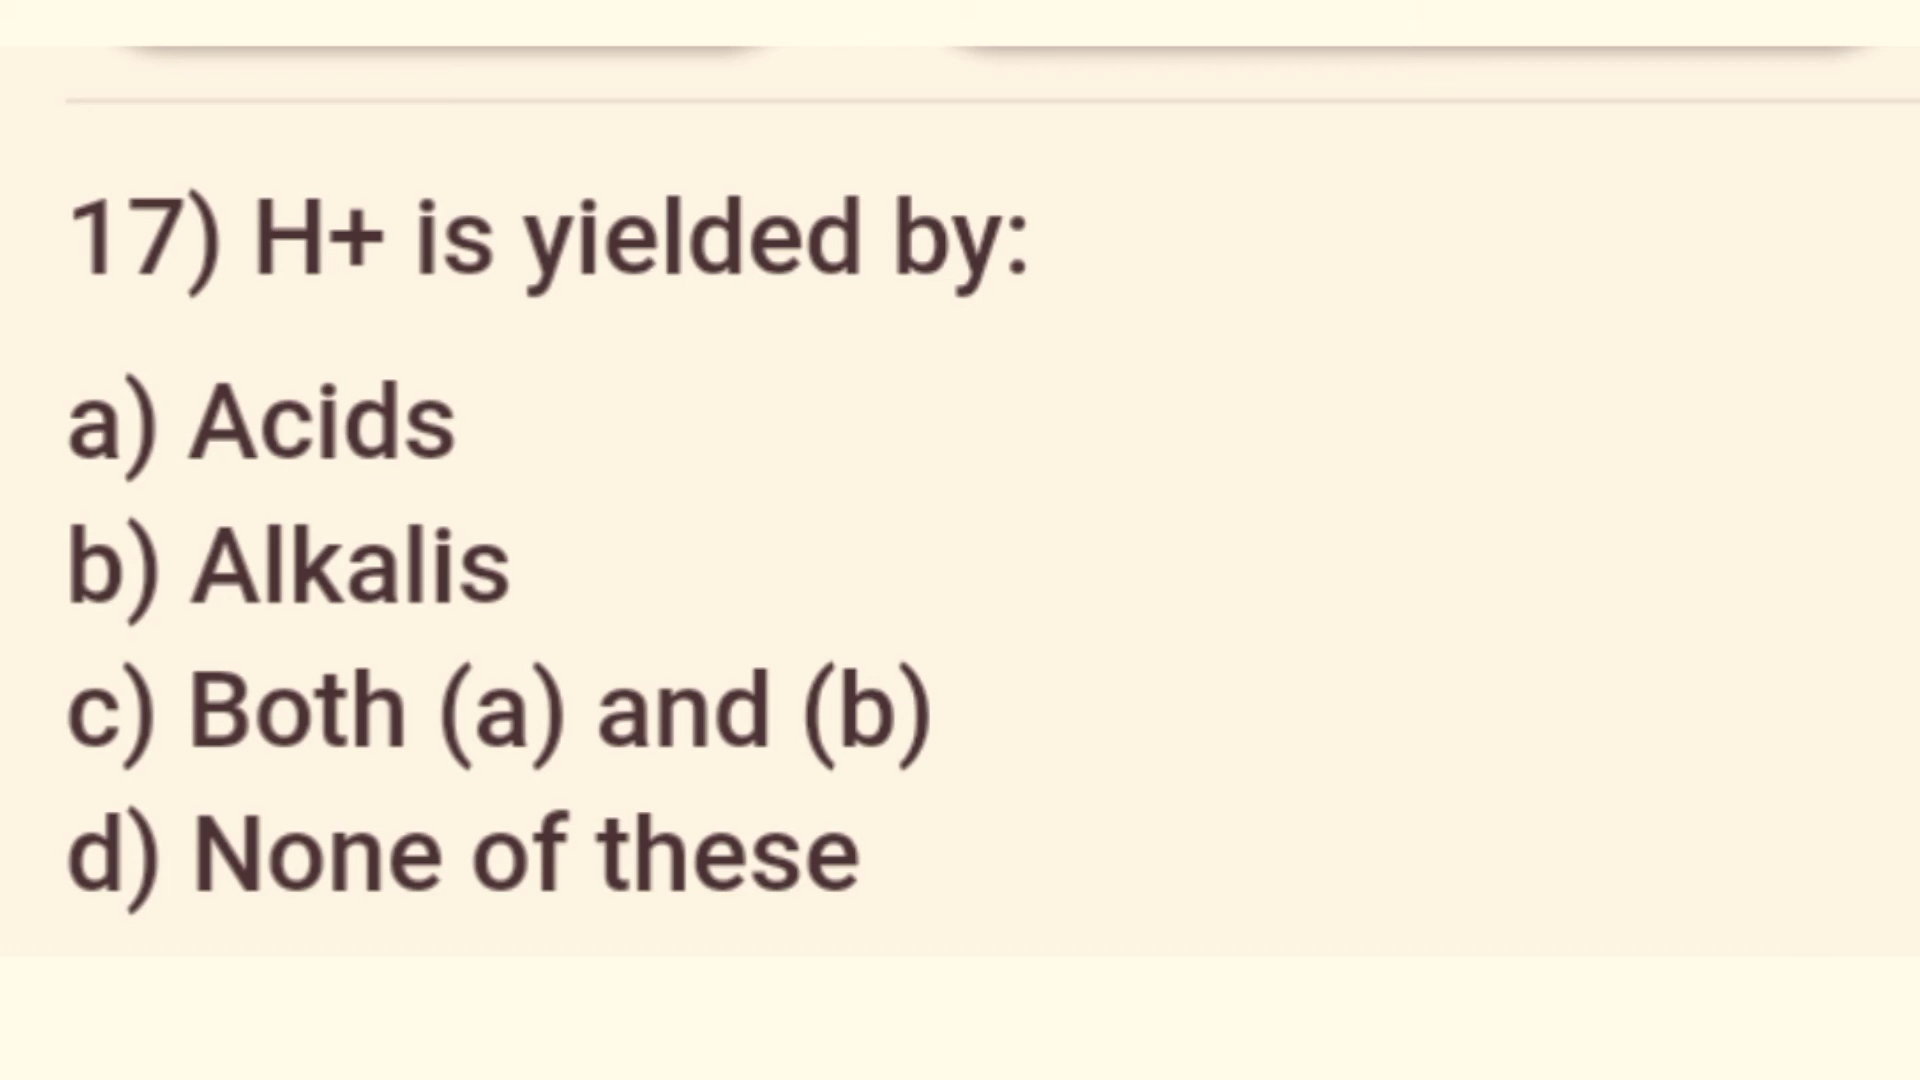 17) H+ is yielded by:
a) Acids
b) Alkalis
c) Both (a) and (b)
d) None of these